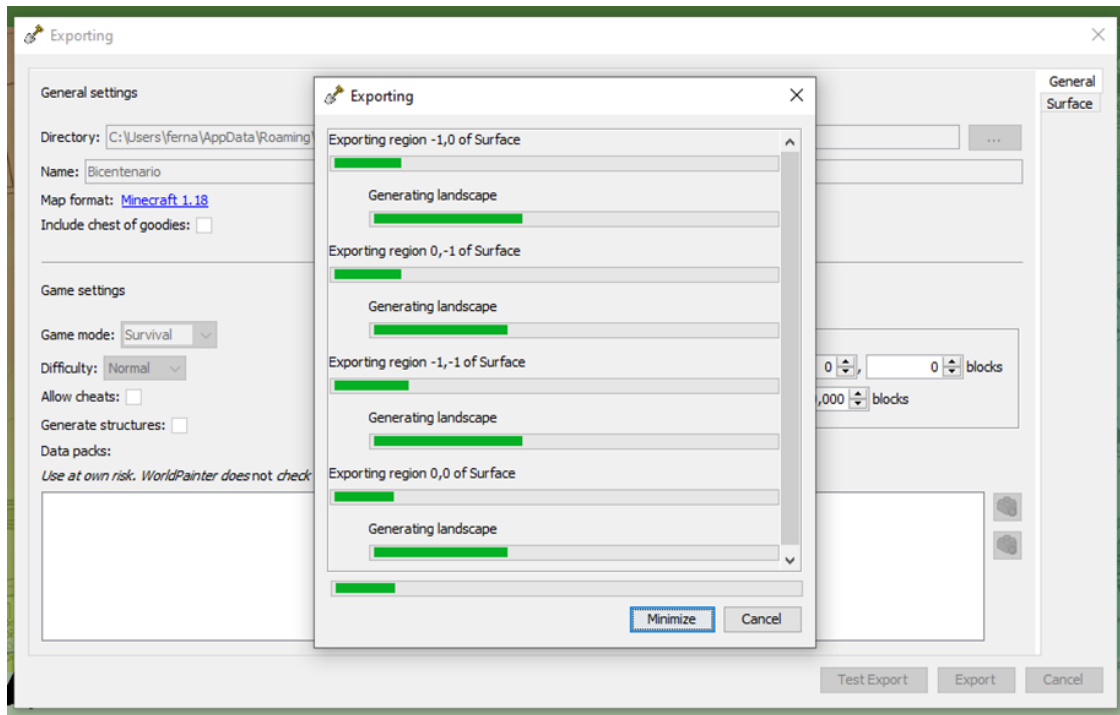 Exporting
General
Surface
General settings
Directory: C:\Users\ferna\AppData\Roaming\
...
Name: Bicentenario
Map format: Minecraft 1.18
Include chest of goodies:
Game settings
Game mode: Survival
Difficulty: Normal
0 , 0 blocks
,000 blocks
Allow cheats:
Generate structures:
Data packs:
Use at own risk. WorldPainter does not check
Test Export Export Cancel
Exporting
Exporting region -1,0 of Surface
Generating landscape
Exporting region 0,-1 of Surface
Generating landscape
Exporting region -1,-1 of Surface
Generating landscape
Exporting region 0,0 of Surface
Generating landscape
Minimize Cancel